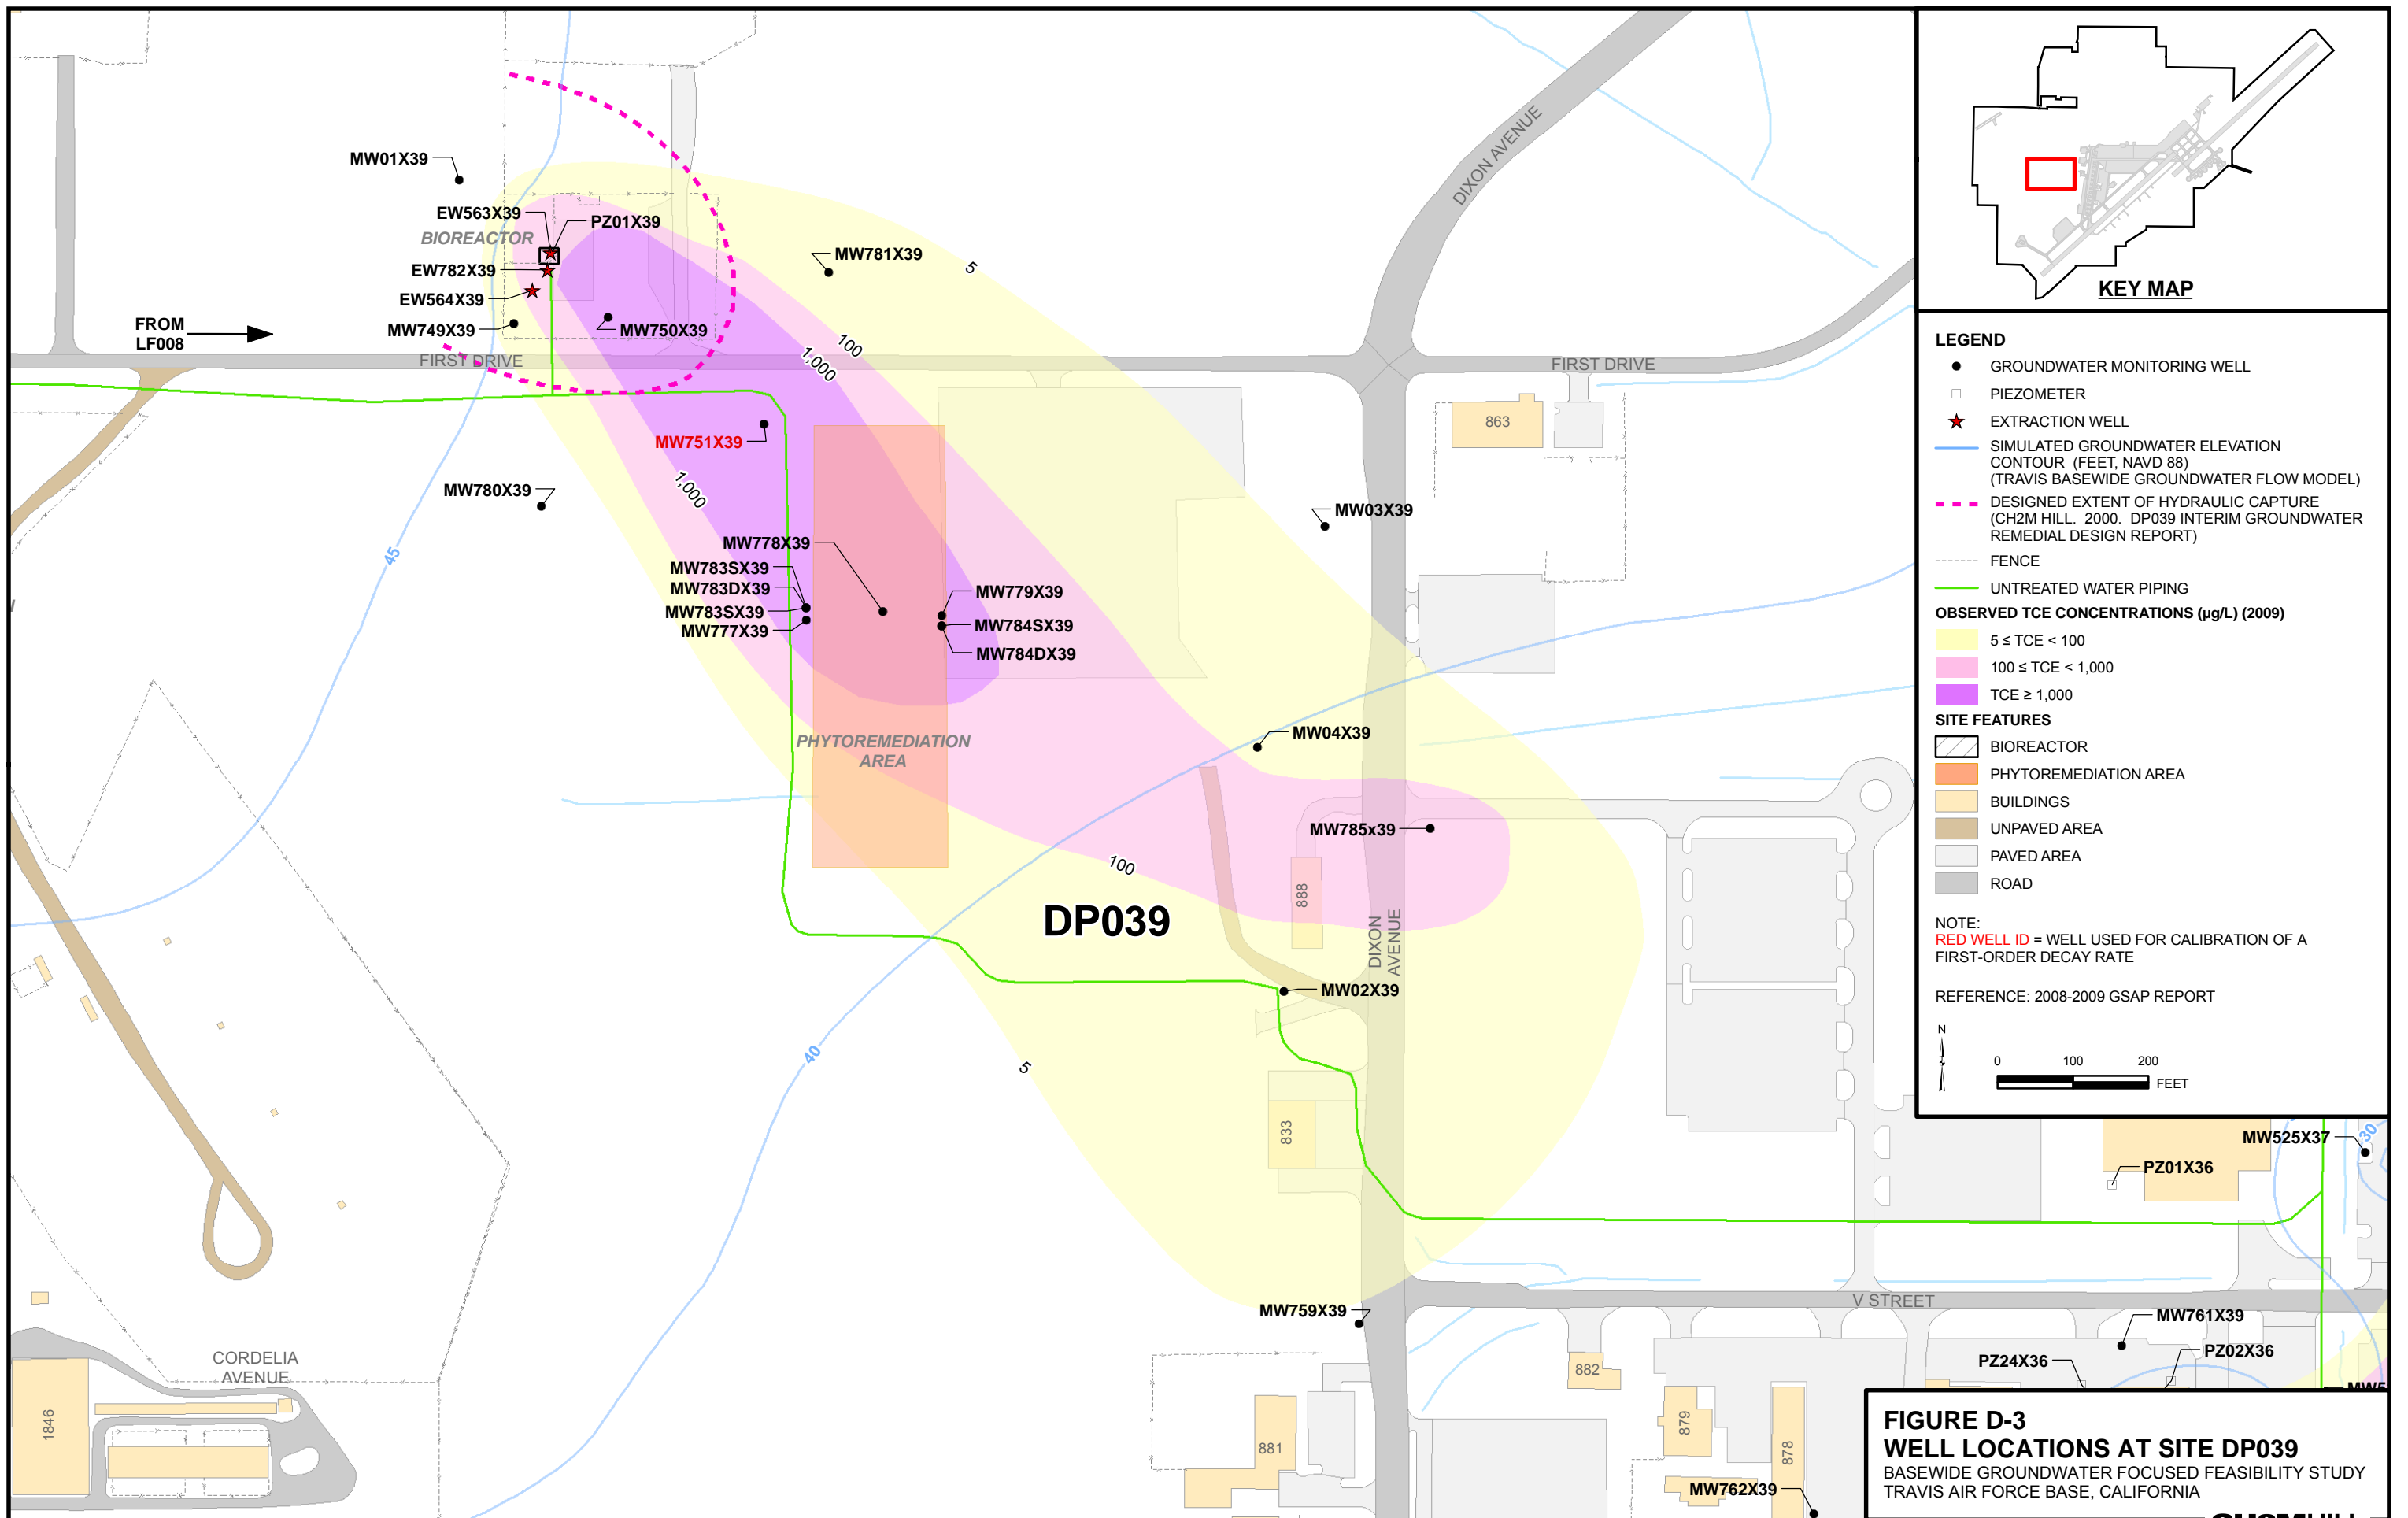 MW01X39
EW563X39
PZ01X39
BIOREACTOR
EW782X39
EW564X39
MW749X39
MW750X39
MW781X39
FROM
LF008
FIRST DRIVE
5
100
1,000
DIXON AVENUE
FIRST DRIVE
863
MW751X39
1,000
MW780X39
45
MW03X39
MW778X39
MW783SX39
MW783DX39
MW783SX39
MW777X39
MW779X39
MW784SX39
MW784DX39
PHYTOREMEDIATION
AREA
MW04X39
MW785x39
100
888
DP039
DIXON
AVENUE
MW02X39
40
5
833
MW759X39
V STREET
CORDELIA
AVENUE
1846
881
882
879
878
MW762X39
MW525X37
30
PZ01X36
MW761X39
PZ24X36
PZ02X36
KEY MAP
LEGEND
GROUNDWATER MONITORING WELL
PIEZOMETER
EXTRACTION WELL
SIMULATED GROUNDWATER ELEVATION
CONTOUR (FEET, NAVD 88)
(TRAVIS BASEWIDE GROUNDWATER FLOW MODEL)
DESIGNED EXTENT OF HYDRAULIC CAPTURE
(CH2M HILL. 2000. DP039 INTERIM GROUNDWATER
REMEDIAL DESIGN REPORT)
FENCE
UNTREATED WATER PIPING
OBSERVED TCE CONCENTRATIONS (µg/L) (2009)
5 ≤ TCE < 100
100 ≤ TCE < 1,000
TCE ≥ 1,000
SITE FEATURES
BIOREACTOR
PHYTOREMEDIATION AREA
BUILDINGS
UNPAVED AREA
PAVED AREA
ROAD
NOTE:
RED WELL ID = WELL USED FOR CALIBRATION OF A
FIRST-ORDER DECAY RATE
REFERENCE: 2008-2009 GSAP REPORT
N
0 100 200
FEET
FIGURE D-3
WELL LOCATIONS AT SITE DP039
BASEWIDE GROUNDWATER FOCUSED FEASIBILITY STUDY
TRAVIS AIR FORCE BASE, CALIFORNIA